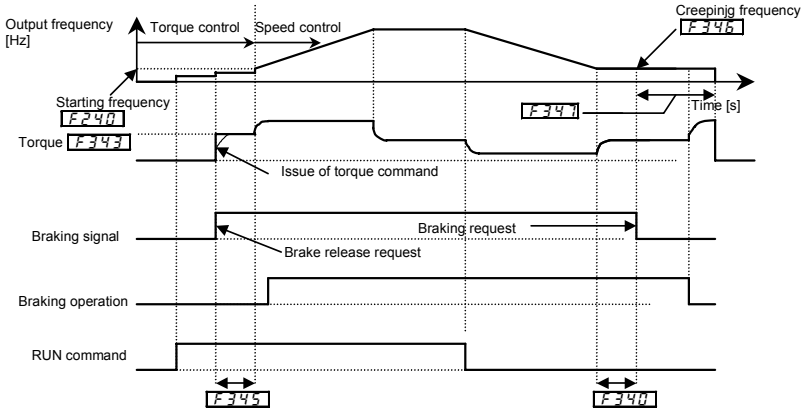 Output frequency
[Hz]
Torque control
Speed control
Creepinjg frequency
F346
Starting frequency
F240
F347
Time [s]
Torque F343
Issue of torque command
Braking signal
Braking request
Brake release request
Braking operation
RUN command
F345
F340